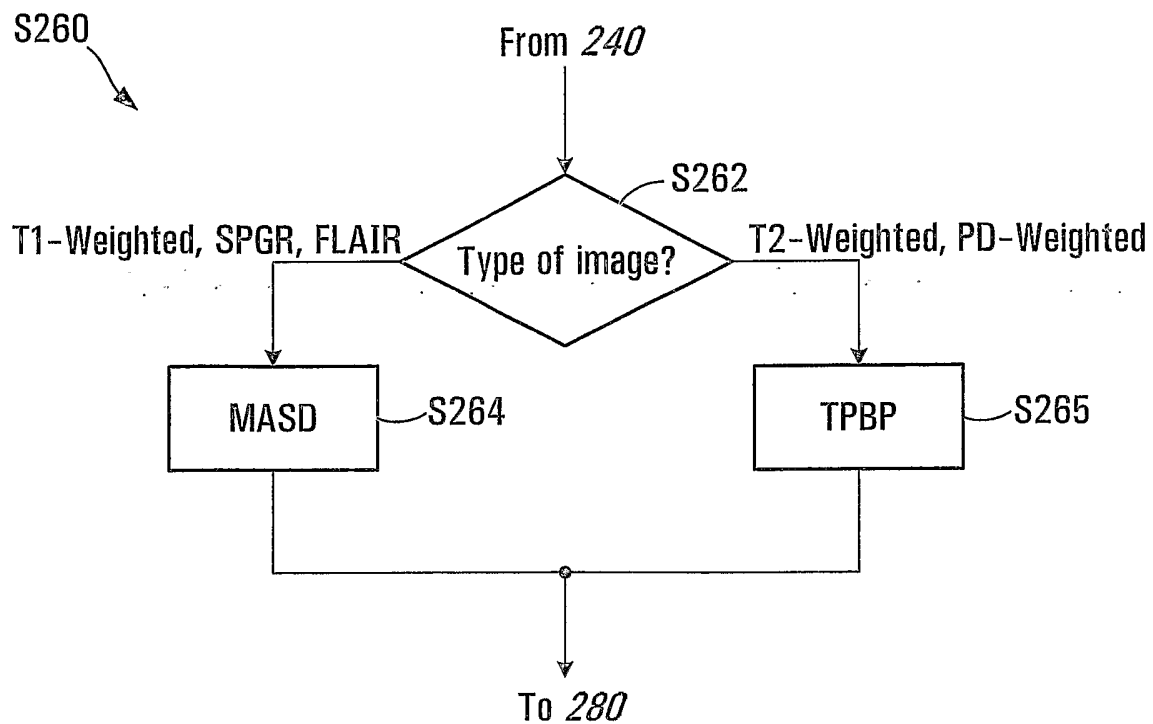 S260
From 240
S262
T1-Weighted, SPGR, FLAIR
Type of image?
T2-Weighted, PD-Weighted
MASD
S264
TPBP
S265
To 280